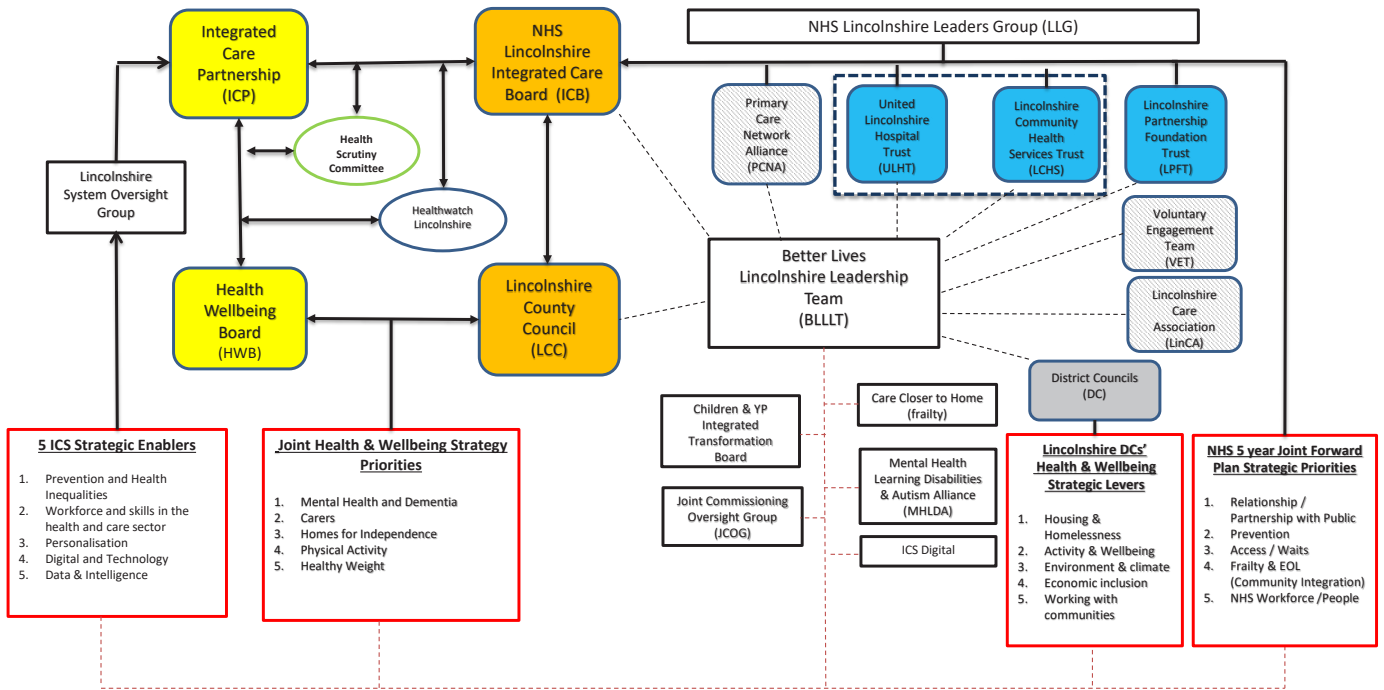 Integrated
Care
Partnership
(ICP)
NHS
Lincolnshire
Integrated Care
Board (ICB)
NHS Lincolnshire Leaders Group (LLG)
Primary
Care
Network
Alliance
(PCNA)
United
Lincolnshire
Hospital
Trust
(ULHT)
Lincolnshire
Community
Health
Services Trust
(LCHS)
Lincolnshire
Partnership
Foundation
Trust
(LPFT)
Health
Scrutiny
Committee
Lincolnshire
System Oversight
Group
Healthwatch
Lincolnshire
Voluntary
Engagement
Team
(VET)
Better Lives
Lincolnshire Leadership
Team
(BLLLT)
Health
Wellbeing
Board
(HWB)
Lincolnshire
County
Council
(LCC)
Lincolnshire
Care
Association
(LinCA)
District Councils
(DC)
Children & YP
Integrated
Transformation
Board
Care Closer to Home
(frailty)
Joint Commissioning
Oversight Group
(JCOG)
Mental Health
Learning Disabilities
& Autism Alliance
(MHLDA)
ICS Digital
5 ICS Strategic Enablers
1. Prevention and Health
Inequalities
2. Workforce and skills in the
health and care sector
3. Personalisation
4. Digital and Technology
5. Data & Intelligence
Joint Health & Wellbeing Strategy
Priorities
1. Mental Health and Dementia
2. Carers
3. Homes for Independence
4. Physical Activity
5. Healthy Weight
Lincolnshire DCs'
Health & Wellbeing
Strategic Levers
1. Housing &
Homelessness
2. Activity & Wellbeing
3. Environment & climate
4. Economic inclusion
5. Working with
communities
NHS 5 year Joint Forward
Plan Strategic Priorities
1. Relationship /
Partnership with Public
2. Prevention
3. Access / Waits
4. Frailty & EOL
(Community Integration)
5. NHS Workforce /People